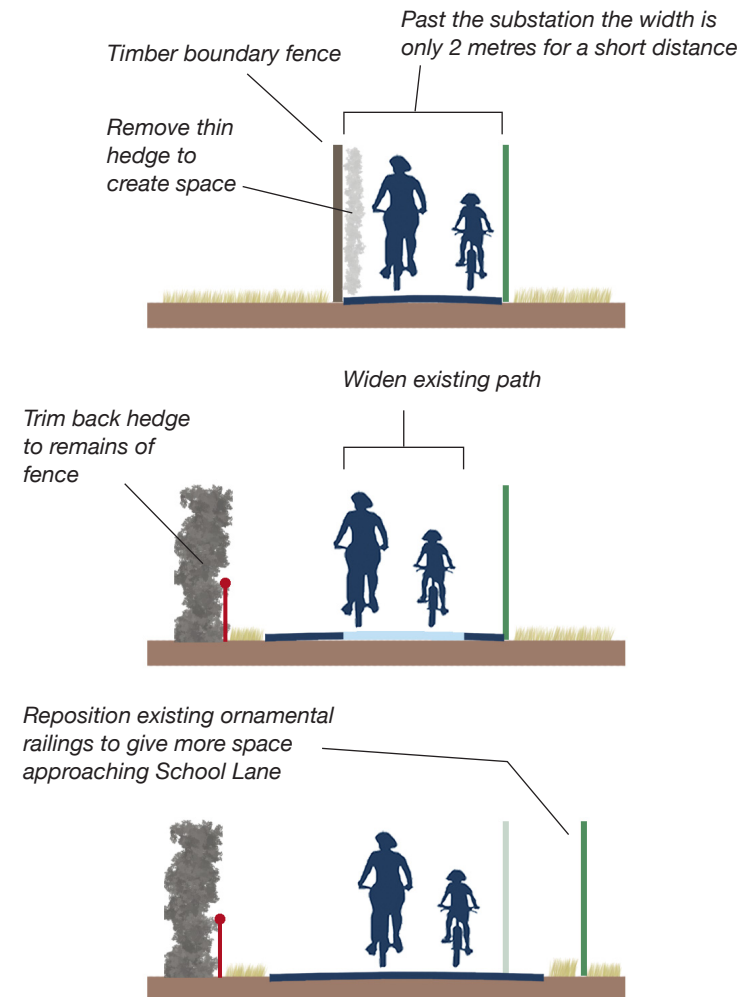 Past the substation the width is
only 2 metres for a short distance
Timber boundary fence
Remove thin
hedge to
create space
Widen existing path
Trim back hedge
to remains of
fence
Reposition existing ornamental
railings to give more space
approaching School Lane